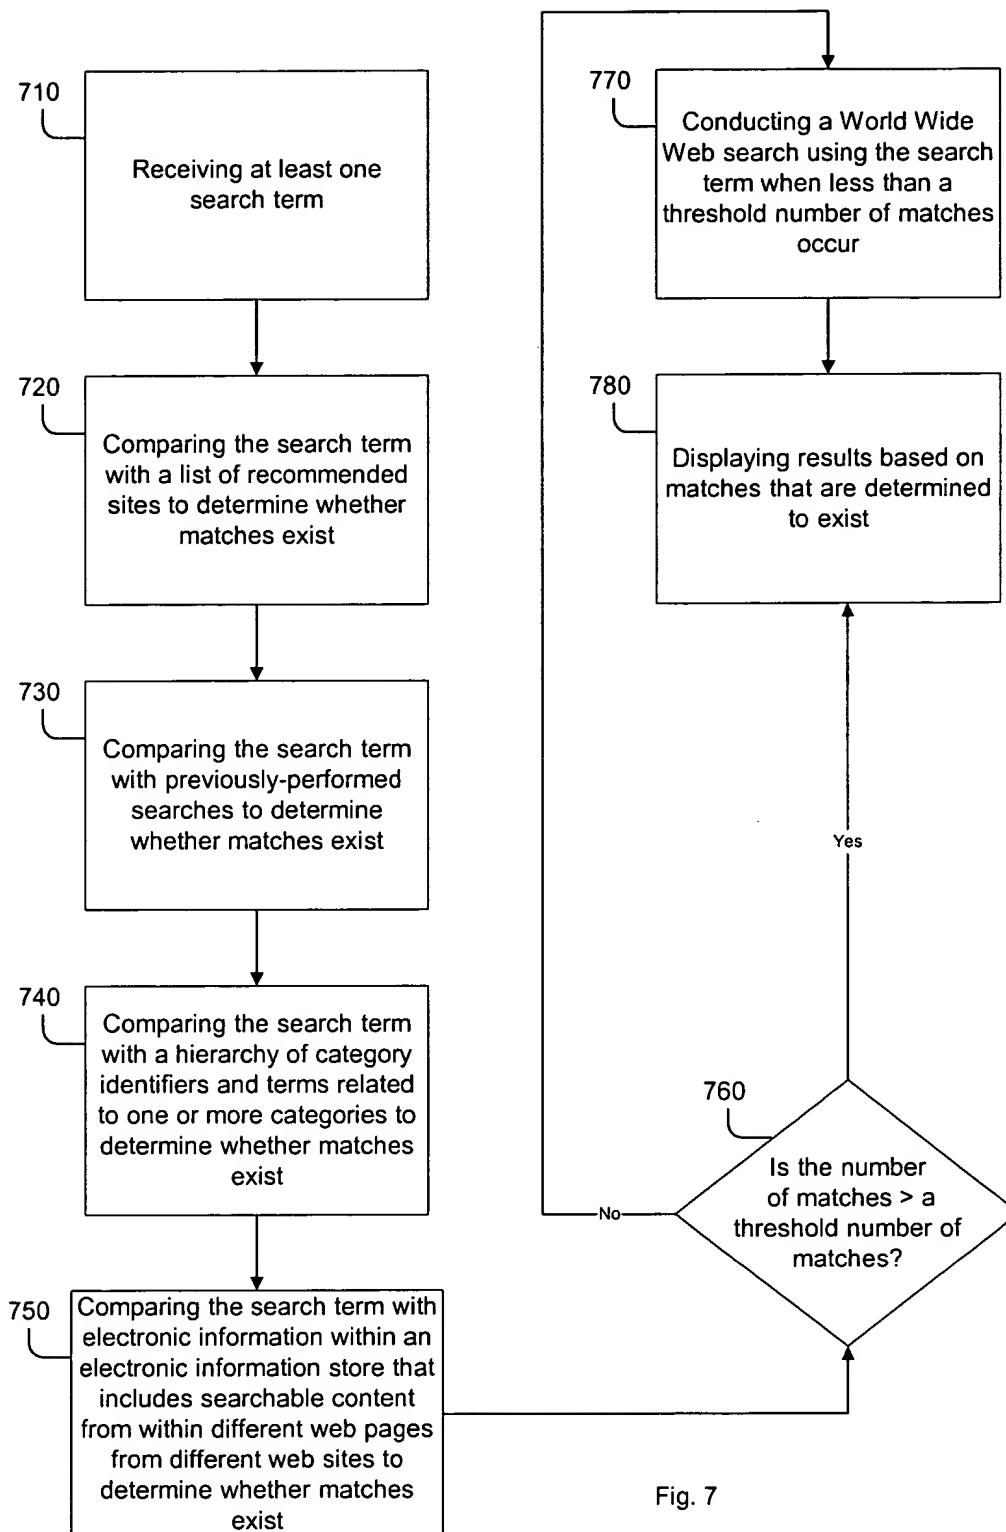 710
Receiving at least one
search term
720
Comparing the search term
with a list of recommended
sites to determine whether
matches exist
730
Comparing the search term
with previously-performed
searches to determine
whether matches exist
740
Comparing the search term
with a hierarchy of category
identifiers and terms related
to one or more categories to
determine whether matches
exist
750
Comparing the search term with
electronic information within an
electronic information store that
includes searchable content
from within different web pages
from different web sites to
determine whether matches
exist
760
Is the number
of matches > a
threshold number of
matches?
No
Yes
770
Conducting a World Wide
Web search using the search
term when less than a
threshold number of matches
occur
780
Displaying results based on
matches that are determined
to exist
Fig. 7